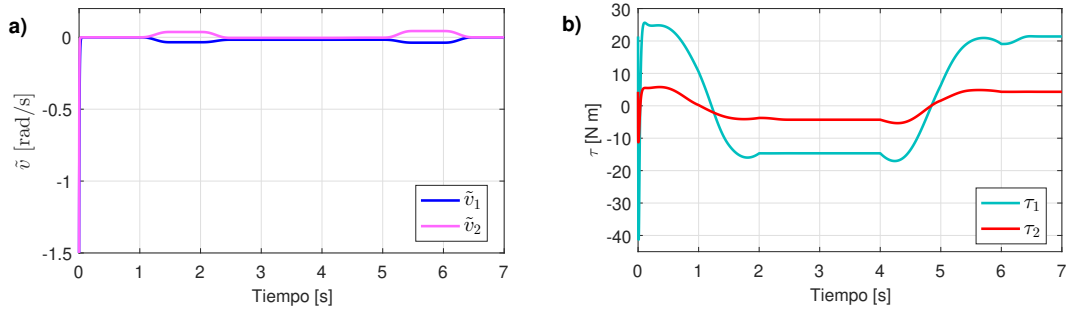 a)
0
-0.5
-1
-1.5
ṽ [rad/s]
ṽ₁
ṽ₂
0 1 2 3 4 5 6 7
Tiempo [s]
b)
30
20
10
0
-10
-20
-30
-40
τ [N m]
τ₁
τ₂
0 1 2 3 4 5 6 7
Tiempo [s]